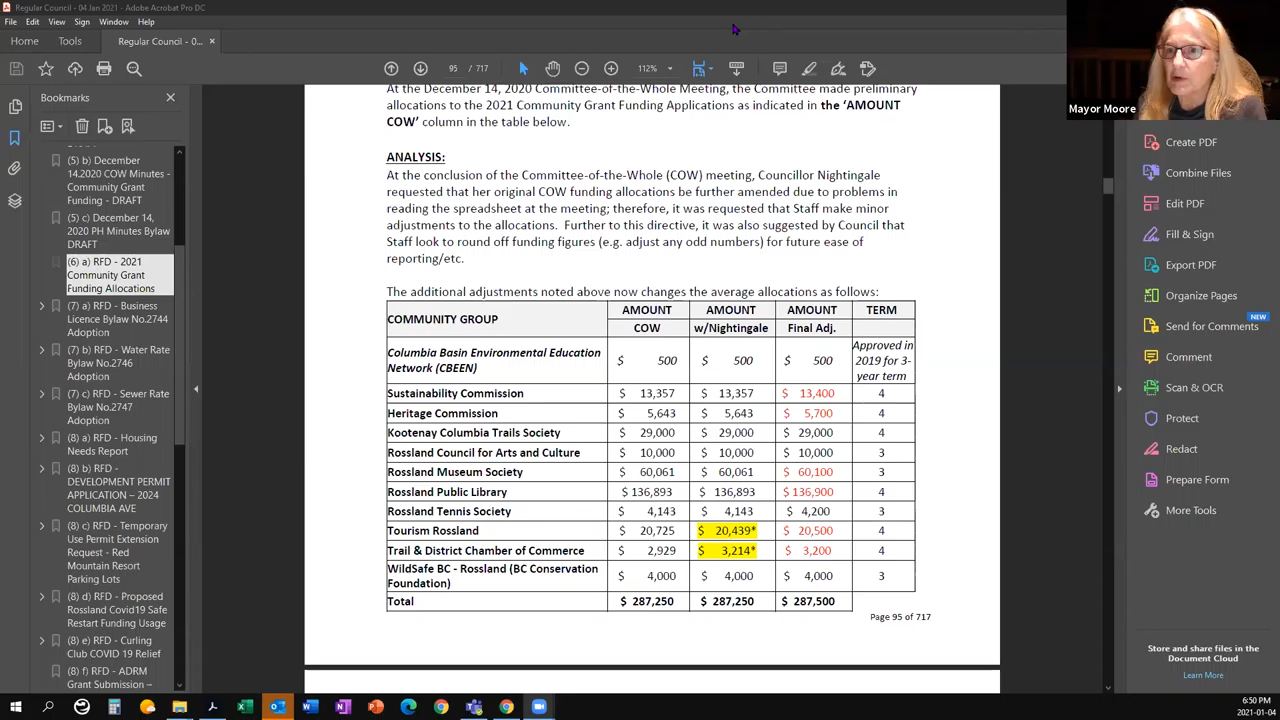 Regular Council - 04 Jan 2021 - Adobe Acrobat Pro DC
File Edit View Sign Window Help
Home Tools Regular Council - 0... ×
95 / 717 112%
Bookmarks
(5) b) December
14.2020 COW Minutes -
Community Grant
Funding - DRAFT
(5) c) December 14,
2020 PH Minutes Bylaw
DRAFT
(6) a) RFD - 2021
Community Grant
Funding Allocations
(7) a) RFD - Business
Licence Bylaw No.2744
Adoption
(7) b) RFD - Water Rate
Bylaw No.2746
Adoption
(7) c) RFD - Sewer Rate
Bylaw No.2747
Adoption
(8) a) RFD - Housing
Needs Report
(8) b) RFD -
DEVELOPMENT PERMIT
APPLICATION – 2024
COLUMBIA AVE
(8) c) RFD - Temporary
Use Permit Extension
Request - Red
Mountain Resort
Parking Lots
(8) d) RFD - Proposed
Rossland Covid19 Safe
Restart Funding Usage
(8) e) RFD - Curling
Club COVID 19 Relief
(8) f) RFD - ADRM
Grant Submission –
At the December 14, 2020 Committee-of-the-Whole Meeting, the Committee made preliminary
allocations to the 2021 Community Grant Funding Applications as indicated in the ‘AMOUNT
COW’ column in the table below.
ANALYSIS:
At the conclusion of the Committee-of-the-Whole (COW) meeting, Councillor Nightingale
requested that her original COW funding allocations be further amended due to problems in
reading the spreadsheet at the meeting; therefore, it was requested that Staff make minor
adjustments to the allocations. Further to this directive, it was also suggested by Council that
Staff look to round off funding figures (e.g. adjust any odd numbers) for future ease of
reporting/etc.
The additional adjustments noted above now changes the average allocations as follows:
COMMUNITY GROUP AMOUNT COW AMOUNT w/Nightingale AMOUNT Final Adj. TERM
Columbia Basin Environmental Education Network (CBEEN) $ 500 $ 500 $ 500 Approved in 2019 for 3-year term
Sustainability Commission $ 13,357 $ 13,357 $ 13,400 4
Heritage Commission $ 5,643 $ 5,643 $ 5,700 4
Kootenay Columbia Trails Society $ 29,000 $ 29,000 $ 29,000 4
Rossland Council for Arts and Culture $ 10,000 $ 10,000 $ 10,000 3
Rossland Museum Society $ 60,061 $ 60,061 $ 60,100 3
Rossland Public Library $ 136,893 $ 136,893 $ 136,900 4
Rossland Tennis Society $ 4,143 $ 4,143 $ 4,200 3
Tourism Rossland $ 20,725 $ 20,439* $ 20,500 4
Trail & District Chamber of Commerce $ 2,929 $ 3,214* $ 3,200 4
WildSafe BC - Rossland (BC Conservation Foundation) $ 4,000 $ 4,000 $ 4,000 3
Total $ 287,250 $ 287,250 $ 287,500
Page 95 of 717
Mayor Moore
Create PDF
Combine Files
Edit PDF
Fill & Sign
Export PDF
Organize Pages
NEW
Send for Comments
Comment
Scan & OCR
Protect
Redact
Prepare Form
More Tools
Store and share files in the
Document Cloud
Learn More
6:50 PM
2021-01-04